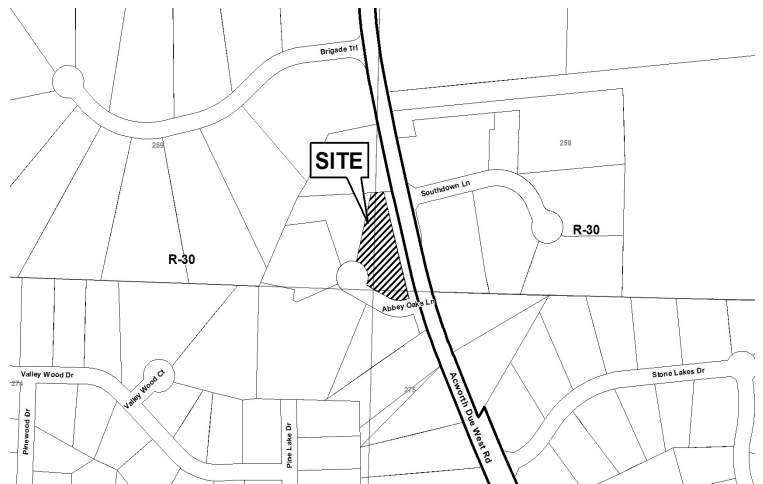 Brigade Trl
259
258
SITE
Southdown Ln
R-30
R-30
Abbey Oaks Ln
Valley Wood Dr
274
Valley Wood Ct
275
Stone Lakes Dr
Pinewood Dr
Pine Lake Dr
Acworth Due West Rd